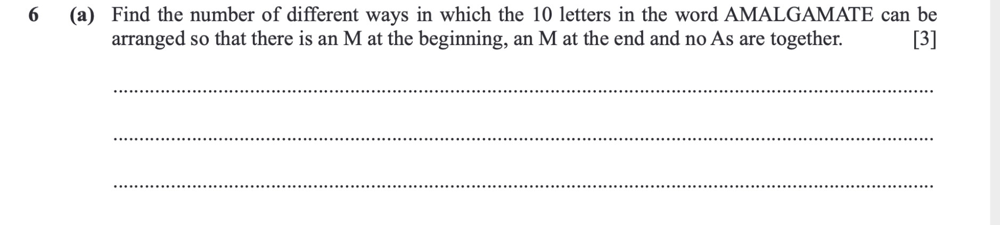 6 (a) Find the number of different ways in which the 10 letters in the word AMALGAMATE can be
arranged so that there is an M at the beginning, an M at the end and no As are together. [3]